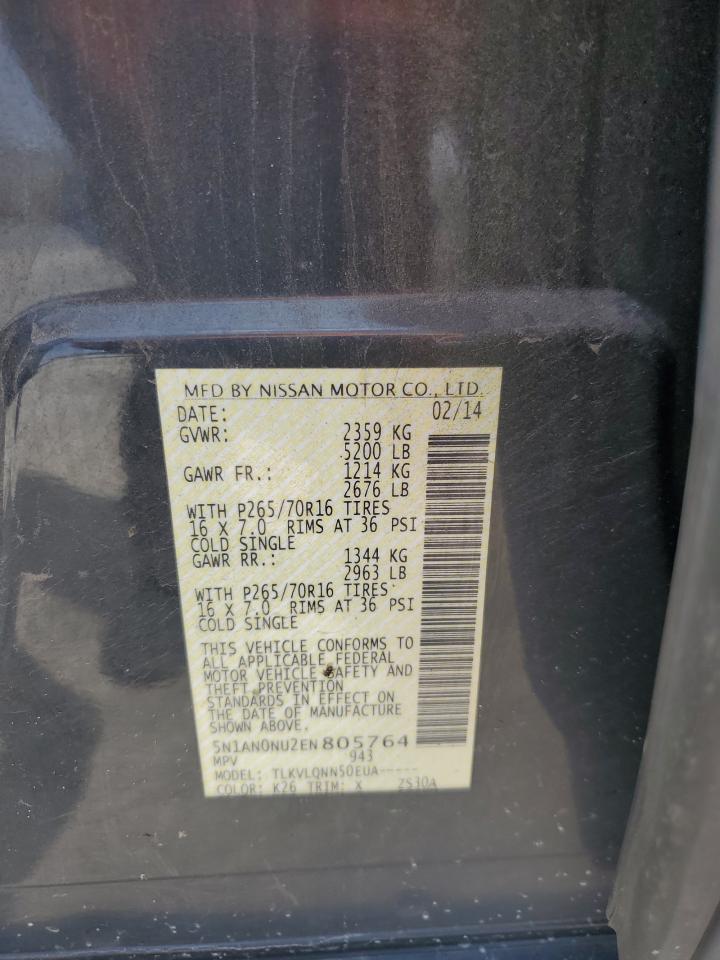 MFD BY NISSAN MOTOR CO., LTD.
DATE: 02/14
GVWR: 2359 KG
5200 LB
GAWR FR.: 1214 KG
2676 LB
WITH P265/70R16 TIRES
16 X 7.0 RIMS AT 36 PSI
COLD SINGLE
GAWR RR.: 1344 KG
2963 LB
WITH P265/70R16 TIRES
16 X 7.0 RIMS AT 36 PSI
COLD SINGLE
THIS VEHICLE CONFORMS TO
ALL APPLICABLE FEDERAL
MOTOR VEHICLE SAFETY AND
THEFT PREVENTION
STANDARDS IN EFFECT ON
THE DATE OF MANUFACTURE
SHOWN ABOVE.
5N1AN0NU2EN805764
MPV 943
MODEL: TLKVLQNN50EUA-----
COLOR: K26 TRIM: X 2S30A